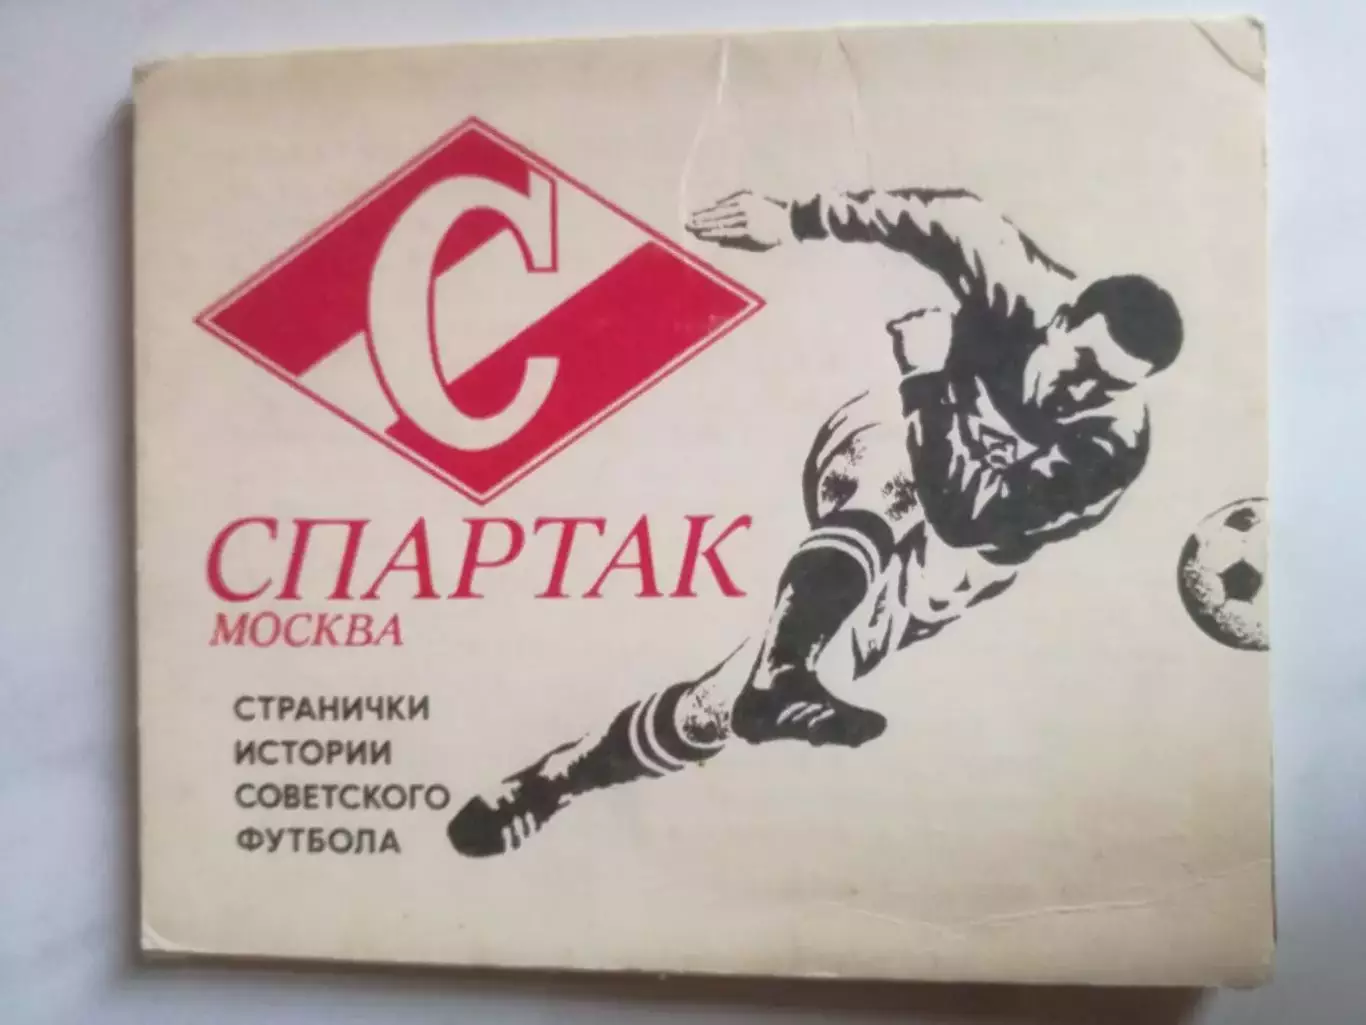 С
СПАРТАК
МОСКВА
СТРАНИЧКИ
ИСТОРИИ
СОВЕТСКОГО
ФУТБОЛА